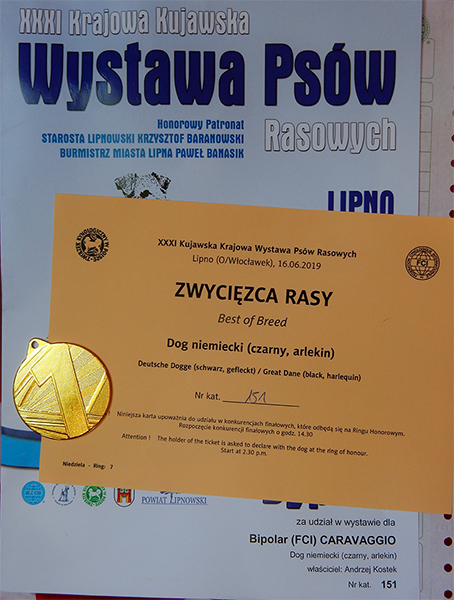 XXXI Krajowa Kujawska
Wystawa Psów
Rasowych
Honorowy Patronat
STAROSTA LIPNOWSKI KRZYSZTOF BARANOWSKI
BURMISTRZ MIASTA LIPNA PAWEŁ BANASIK
LIPNO
XXXI Kujawska Krajowa Wystawa Psów Rasowych
Lipno (O/Włocławek), 16.06.2019
FCI
ZWYCIĘZCA RASY
Best of Breed
Dog niemiecki (czarny, arlekin)
Deutsche Dogge (schwarz, gefleckt) / Great Dane (black, harlequin)
Nr kat. 151
Niniejsza karta upoważnia do udziału w konkurencjach finałowych, które odbędą się na Ringu Honorowym.
Rozpoczęcie konkurencji finałowych o godz. 14.30
Attention ! The holder of the ticket is asked to declare with the dog at the ring of honour.
Start at 2.30 p.m.
Niedziela - Ring: 7
1
POWIAT LIPNOWSKI
za udział w wystawie dla
Bipolar (FCI) CARAVAGGIO
Dog niemiecki (czarny, arlekin)
właściciel: Andrzej Kostek
Nr kat. 151